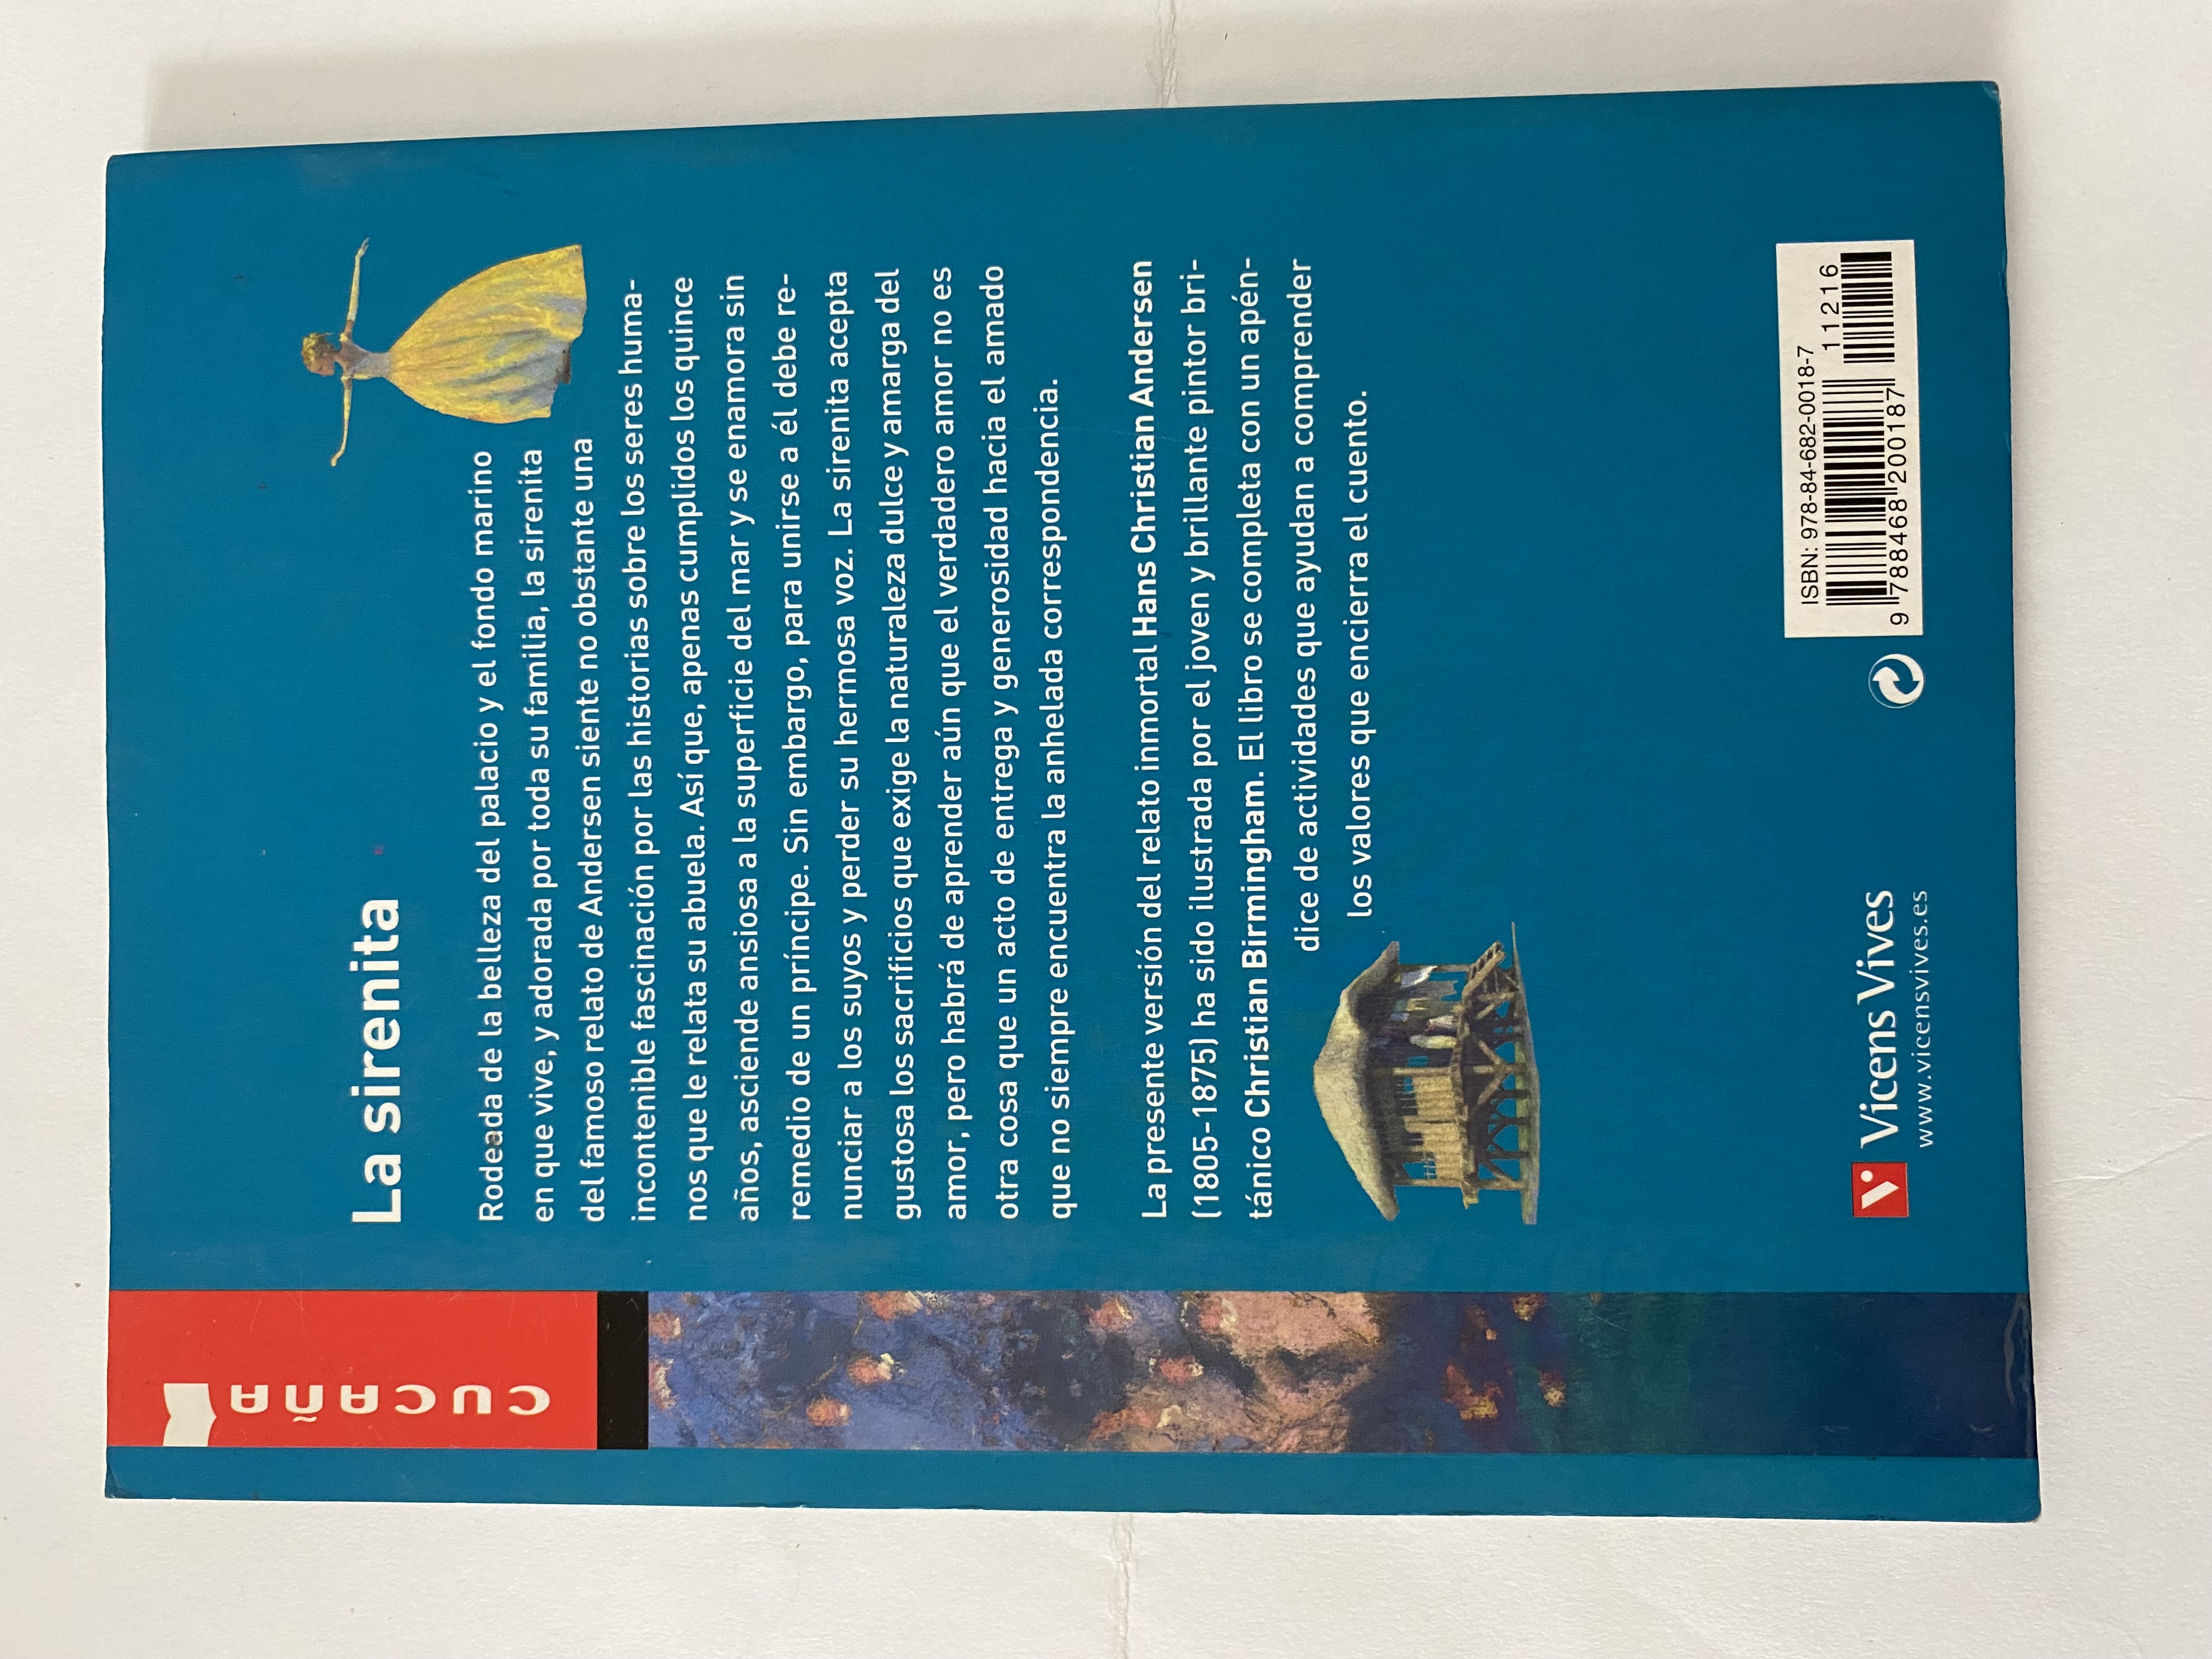 CUCAÑA
La sirenita
Rodeada de la belleza del palacio y el fondo marino
en que vive, y adorada por toda su familia, la sirenita
del famoso relato de Andersen siente no obstante una
incontenible fascinación por las historias sobre los seres huma-
nos que le relata su abuela. Así que, apenas cumplidos los quince
años, asciende ansiosa a la superficie del mar y se enamora sin
remedio de un príncipe. Sin embargo, para unirse a él debe re-
nunciar a los suyos y perder su hermosa voz. La sirenita acepta
gustosa los sacrificios que exige la naturaleza dulce y amarga del
amor, pero habrá de aprender aún que el verdadero amor no es
otra cosa que un acto de entrega y generosidad hacia el amado
que no siempre encuentra la anhelada correspondencia.
La presente versión del relato inmortal Hans Christian Andersen
(1805-1875) ha sido ilustrada por el joven y brillante pintor bri-
tánico Christian Birmingham. El libro se completa con un apén-
dice de actividades que ayudan a comprender
los valores que encierra el cuento.
Vicens Vives
www.vicensvives.es
ISBN: 978-84-682-0018-7
11216
9 788468 200187